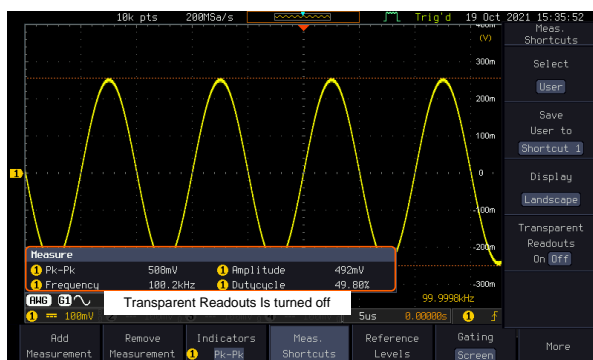 10k pts 200MSa/s Trig'd 19 Oct 2021 15:35:52
400m
(V)
300m
200m
100m
0
-100m
-200m
-300m
1
Meas.
Shortcuts
Select
User
Save
User to
Shortcut 1
Display
Landscape
Transparent
Readouts
On Off
Measure
1 Pk-Pk 508mV 1 Amplitude 492mV
1 Frequency 100.2kHz 1 Dutycycle 49.80%
AWG G1 99.9998kHz
Transparent Readouts Is turned off
1 100mV 5us 0.00000s 1
Add
Measurement
Remove
Measurement
Indicators
1 Pk-Pk
Meas.
Shortcuts
Reference
Levels
Gating
Screen
More